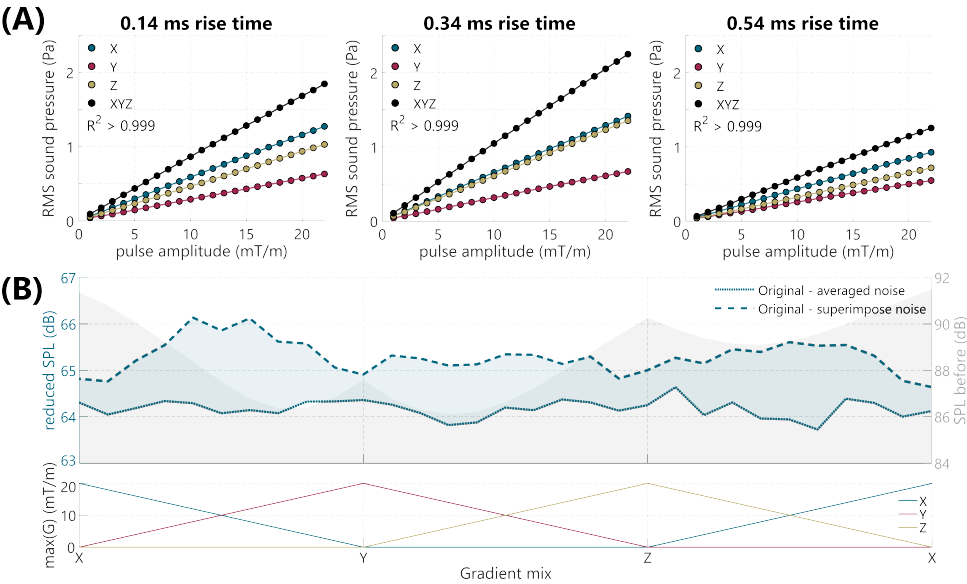 (A)
0.14 ms rise time
0.34 ms rise time
0.54 ms rise time
RMS sound pressure (Pa)
2
1
0
X
Y
Z
XYZ
R² > 0.999
0 5 10 15 20
pulse amplitude (mT/m)
RMS sound pressure (Pa)
2
1
0
X
Y
Z
XYZ
R² > 0.999
0 5 10 15 20
pulse amplitude (mT/m)
RMS sound pressure (Pa)
2
1
0
X
Y
Z
XYZ
R² > 0.999
0 5 10 15 20
pulse amplitude (mT/m)
(B)
reduced SPL (dB)
67
66
65
64
63
Original - averaged noise
Original - superimpose noise
92
90
88
86
84
SPL before (dB)
max(G) (mT/m)
20
10
0
X
Y
Z
X Y Z X
Gradient mix